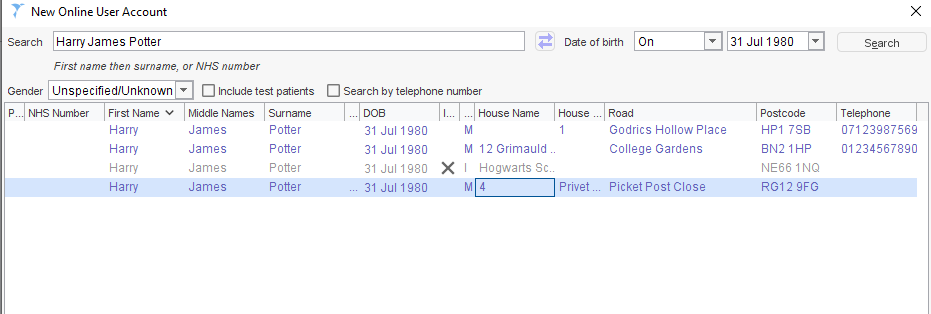 New Online User Account
Search Harry James Potter Date of birth On 31 Jul 1980 Search
First name then surname, or NHS number
Gender Unspecified/Unknown Include test patients Search by telephone number
P... NHS Number First Name Middle Names Surname ... DOB I... ... House Name House ... Road Postcode Telephone
Harry James Potter 31 Jul 1980 M 1 Godrics Hollow Place HP1 7SB 07123987569
Harry James Potter 31 Jul 1980 M 12 Grimauld ... College Gardens BN2 1HP 01234567890
Harry James Potter 31 Jul 1980 I Hogwarts Sc... NE66 1NQ
Harry James Potter ... 31 Jul 1980 M 4 Privet ... Picket Post Close RG12 9FG